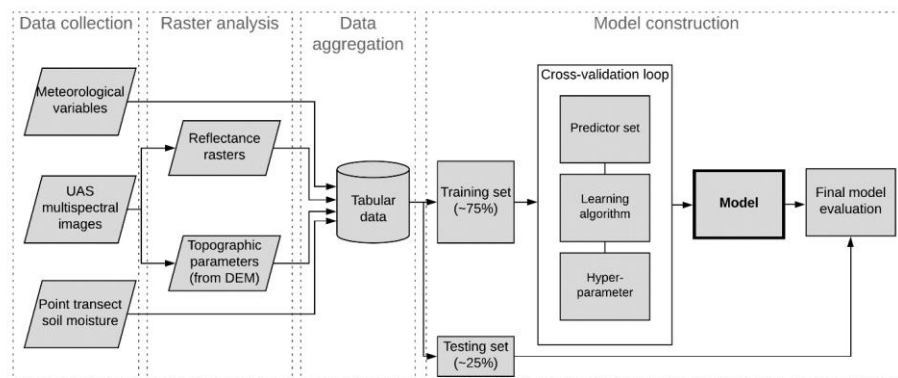 Data collection
Raster analysis
Data
aggregation
Model construction
Meteorological
variables
UAS
multispectral
images
Point transect
soil moisture
Reflectance
rasters
Topographic
parameters
(from DEM)
Tabular
data
Training set
(~75%)
Testing set
(~25%)
Cross-validation loop
Predictor set
Learning
algorithm
Hyper-
parameter
Model
Final model
evaluation